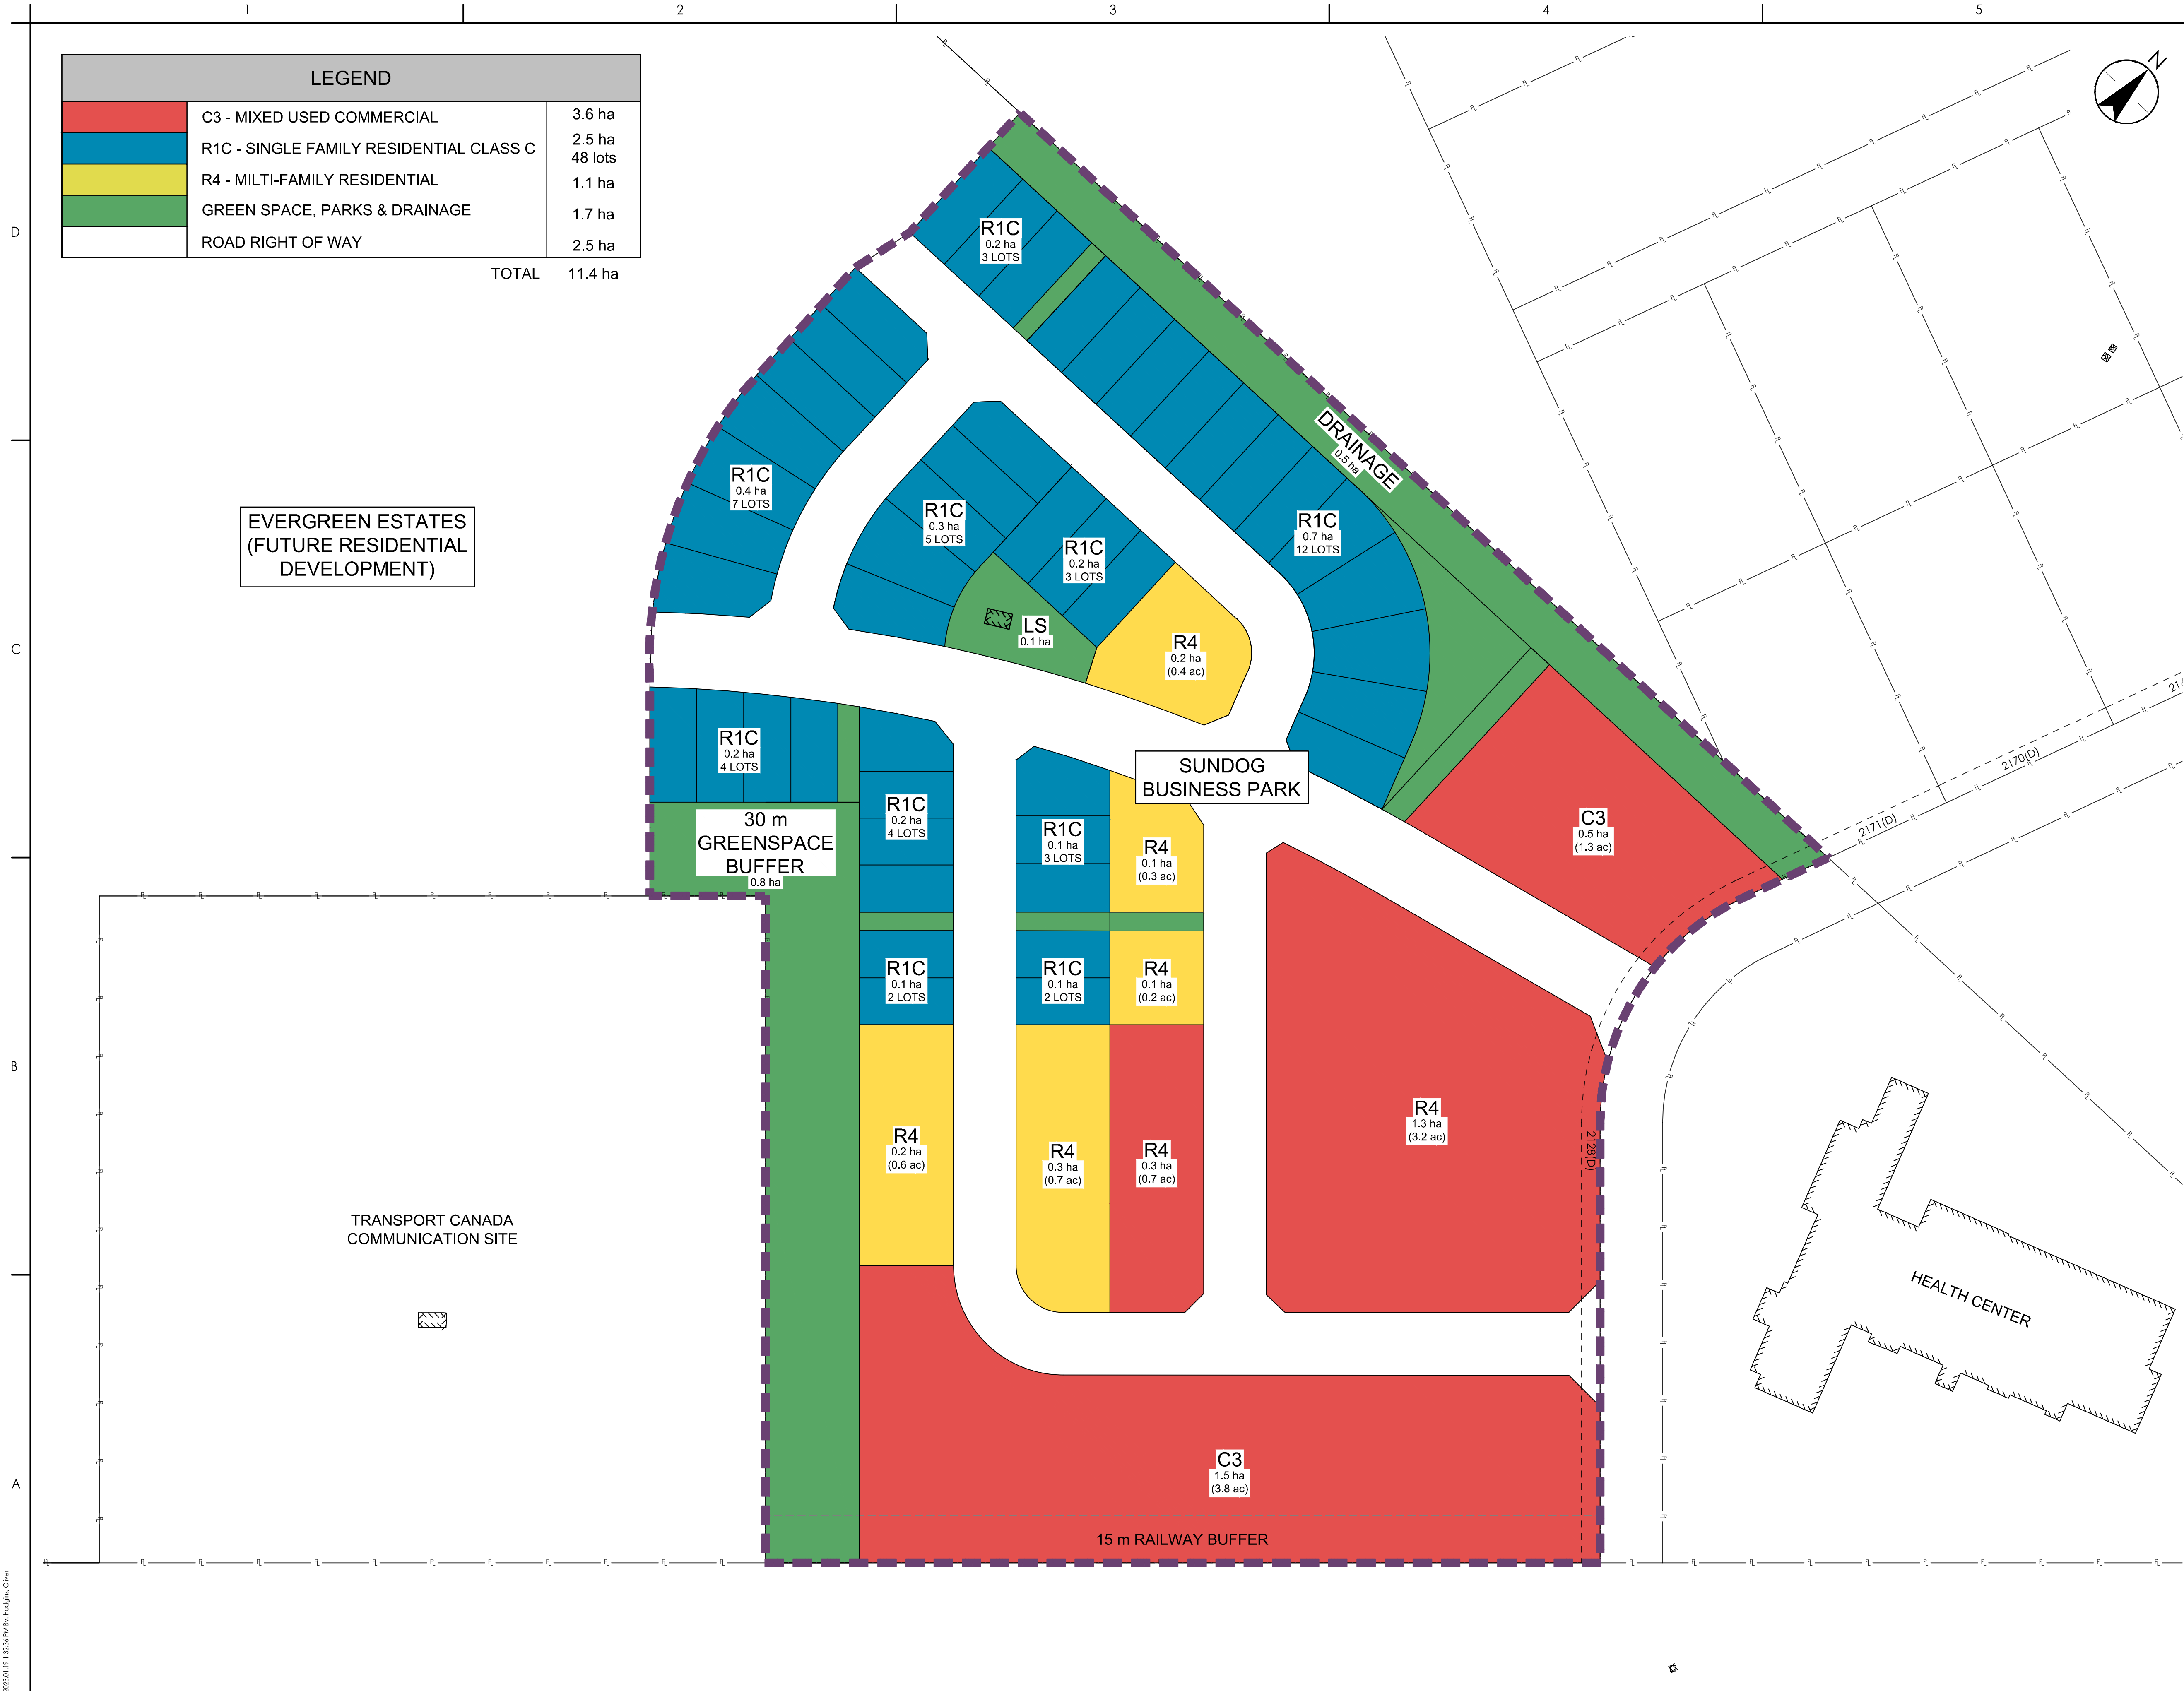 1 2 3 4 5
LEGEND
C3 - MIXED USED COMMERCIAL 3.6 ha
R1C - SINGLE FAMILY RESIDENTIAL CLASS C 2.5 ha
48 lots
R4 - MILTI-FAMILY RESIDENTIAL 1.1 ha
GREEN SPACE, PARKS & DRAINAGE 1.7 ha
ROAD RIGHT OF WAY 2.5 ha
TOTAL 11.4 ha
N
D
R1C
0.2 ha
3 LOTS
DRAINAGE
0.5 ha
R1C
0.4 ha
7 LOTS
R1C
0.3 ha
5 LOTS
R1C
0.7 ha
12 LOTS
R1C
0.2 ha
3 LOTS
EVERGREEN ESTATES
(FUTURE RESIDENTIAL
DEVELOPMENT)
C
LS
0.1 ha
R4
0.2 ha
(0.4 ac)
R1C
0.2 ha
4 LOTS
SUNDOG
BUSINESS PARK
2170(D)
2171(D)
R1C
0.2 ha
4 LOTS
R1C
0.1 ha
3 LOTS
R4
0.1 ha
(0.3 ac)
C3
0.5 ha
(1.3 ac)
30 m
GREENSPACE
BUFFER
0.8 ha
R1C
0.1 ha
2 LOTS
R1C
0.1 ha
2 LOTS
R4
0.1 ha
(0.2 ac)
B
R4
0.2 ha
(0.6 ac)
R4
0.3 ha
(0.7 ac)
R4
0.3 ha
(0.7 ac)
R4
1.3 ha
(3.2 ac)
2128(D)
TRANSPORT CANADA
COMMUNICATION SITE
HEALTH CENTER
A
C3
1.5 ha
(3.8 ac)
15 m RAILWAY BUFFER
2023.01.19 1:32:36 PM By: Hodgins, Oliver